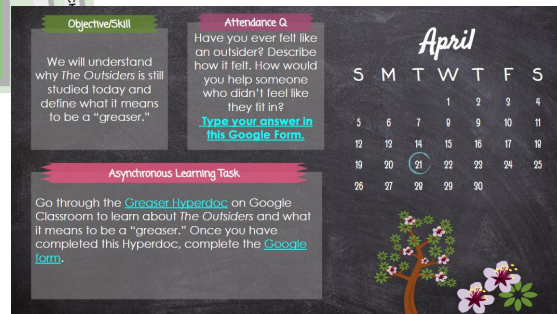 Objective/Skill
We will understand
why The Outsiders is still
studied today and
define what it means
to be a “greaser.”
Attendance Q
Have you ever felt like
an outsider? Describe
how it felt. How would
you help someone
who didn’t feel like
they fit in?
Type your answer in
this Google Form.
April
S M T W T F S
1 2 3 4
5 6 7 8 9 10 11
12 13 14 15 16 17 18
19 20 21 22 23 24 25
26 27 28 29 30
Asynchronous Learning Task
Go through the Greaser Hyperdoc on Google
Classroom to learn about The Outsiders and what
it means to be a “greaser.” Once you have
completed this Hyperdoc, complete the Google
form.